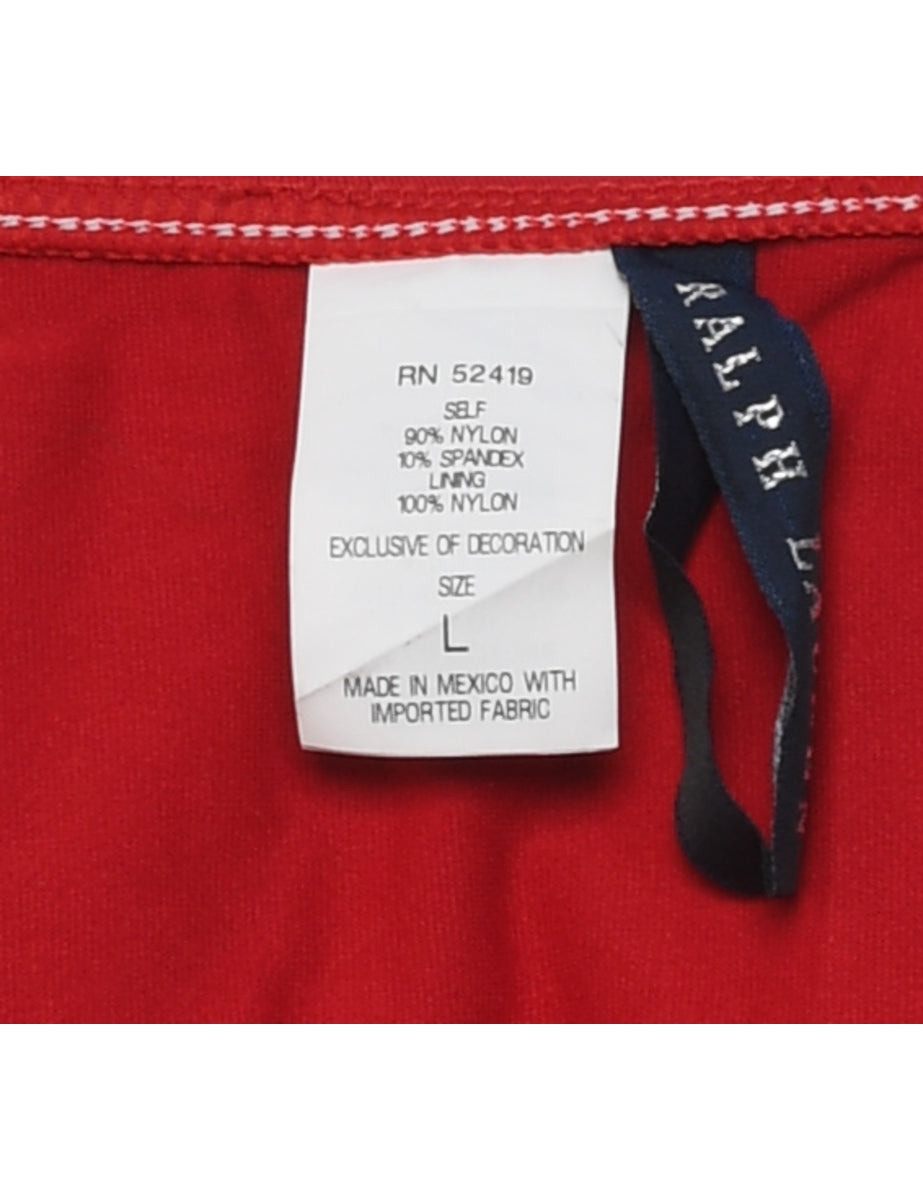 RN 52419
SELF
90% NYLON
10% SPANDEX
LINING
100% NYLON
EXCLUSIVE OF DECORATION
SIZE
L
MADE IN MEXICO WITH
IMPORTED FABRIC
RALPH